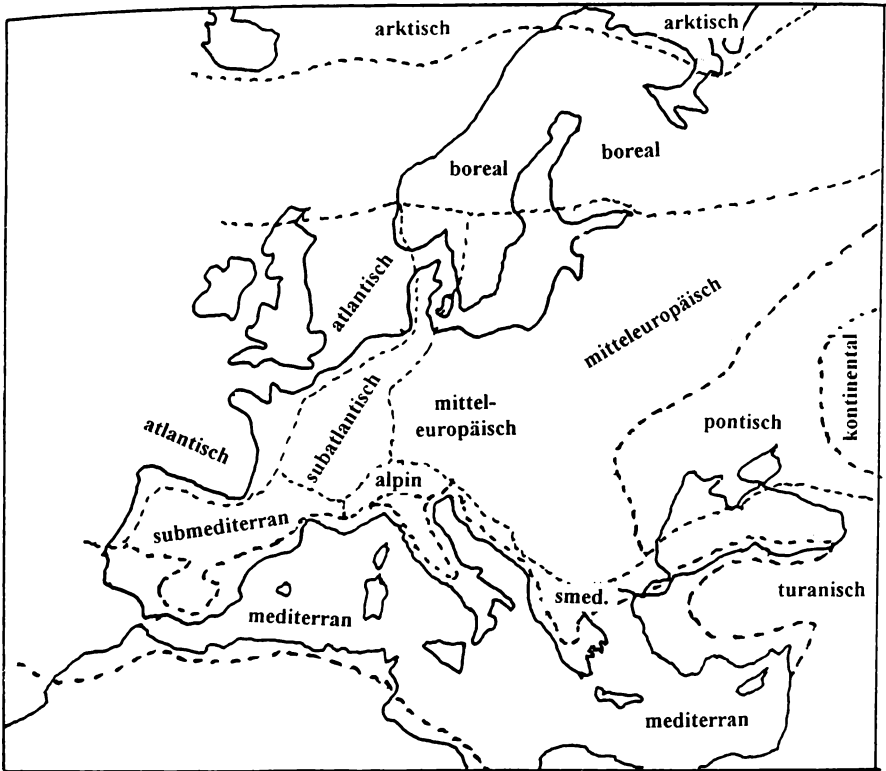 arktisch
arktisch
boreal
boreal
atlantisch
mitteleuropäisch
kontinental
atlantisch
subatlantisch
mittel-
europäisch
pontisch
alpin
submediterran
smed.
turanisch
mediterran
mediterran